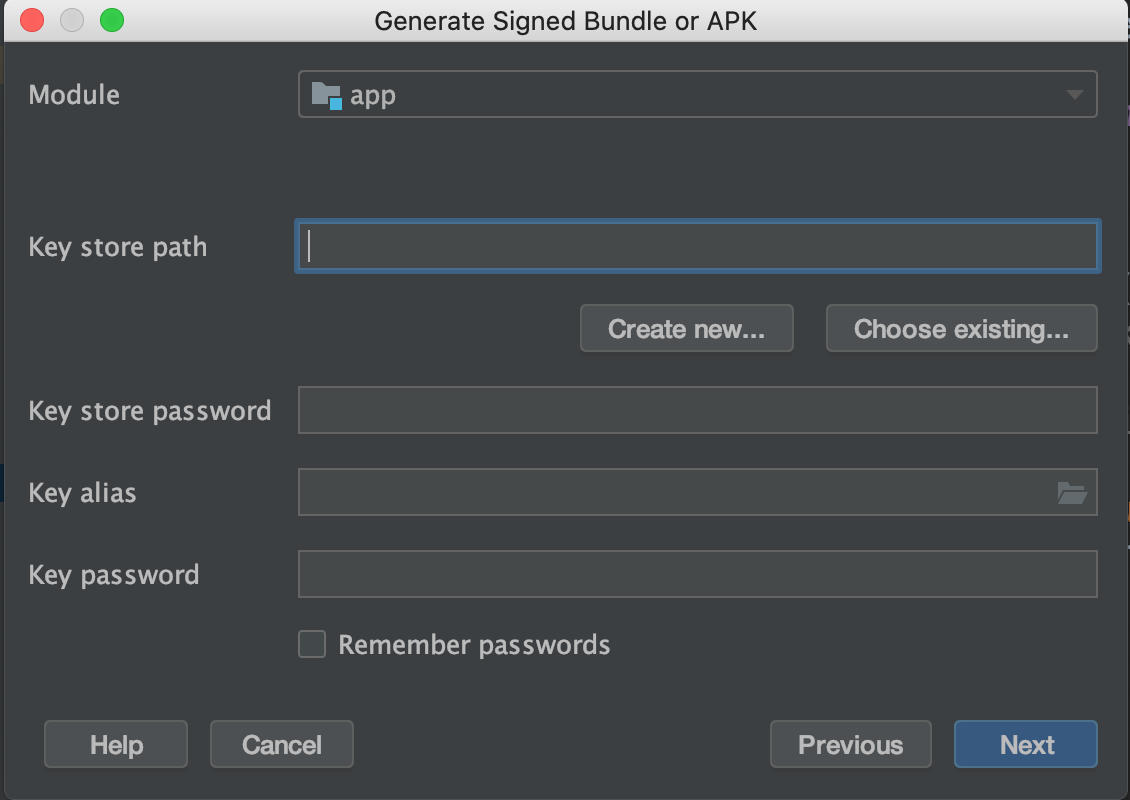 Generate Signed Bundle or APK
Module app
Key store path
Create new... Choose existing...
Key store password
Key alias
Key password
Remember passwords
Help Cancel Previous Next